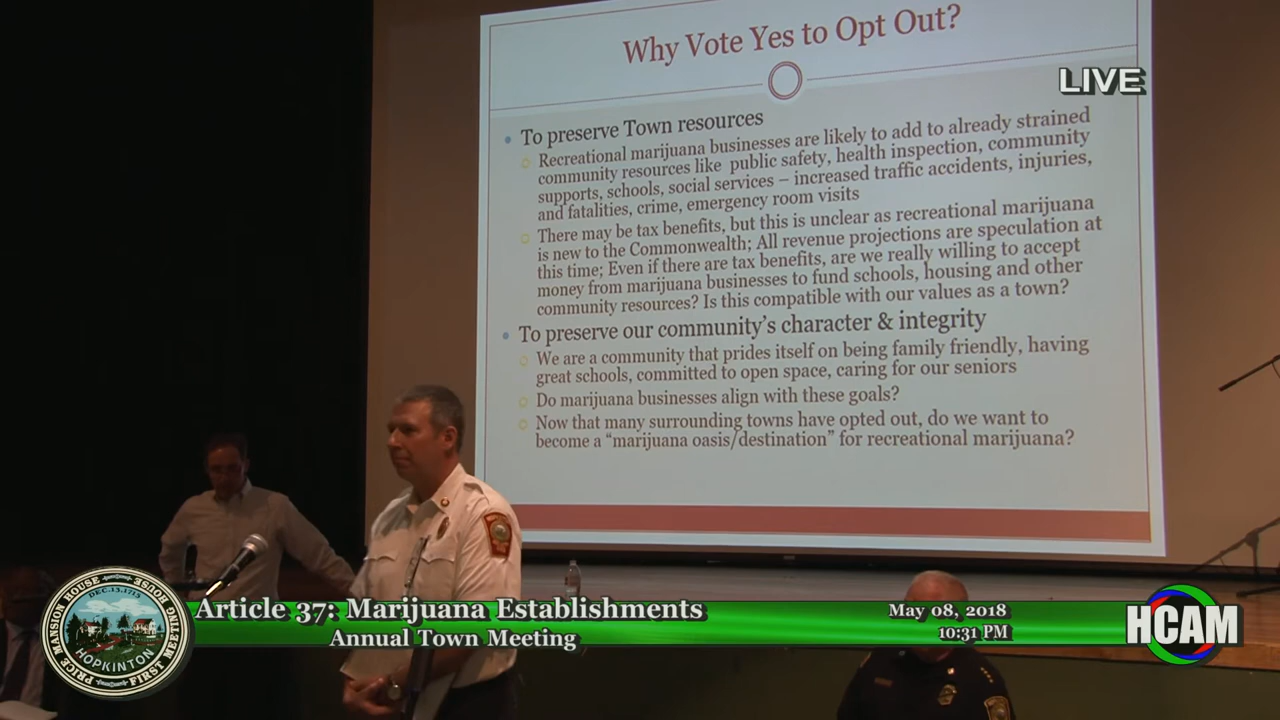 Why Vote Yes to Opt Out?
LIVE
• To preserve Town resources
Recreational marijuana businesses are likely to add to already strained
community resources like public safety, health inspection, community
supports, schools, social services – increased traffic accidents, injuries,
and fatalities, crime, emergency room visits
There may be tax benefits, but this is unclear as recreational marijuana
is new to the Commonwealth; All revenue projections are speculation at
this time; Even if there are tax benefits, are we really willing to accept
money from marijuana businesses to fund schools, housing and other
community resources? Is this compatible with our values as a town?
• To preserve our community's character & integrity
We are a community that prides itself on being family friendly, having
great schools, committed to open space, caring for our seniors
Do marijuana businesses align with these goals?
Now that many surrounding towns have opted out, do we want to
become a "marijuana oasis/destination" for recreational marijuana?
PRICE MANSION HOUSE
FIRST MEETING HOUSE
DEC.13.1715
HOPKINTON
Article 37: Marijuana Establishments
Annual Town Meeting
May 08, 2018
10:31 PM
HCAM